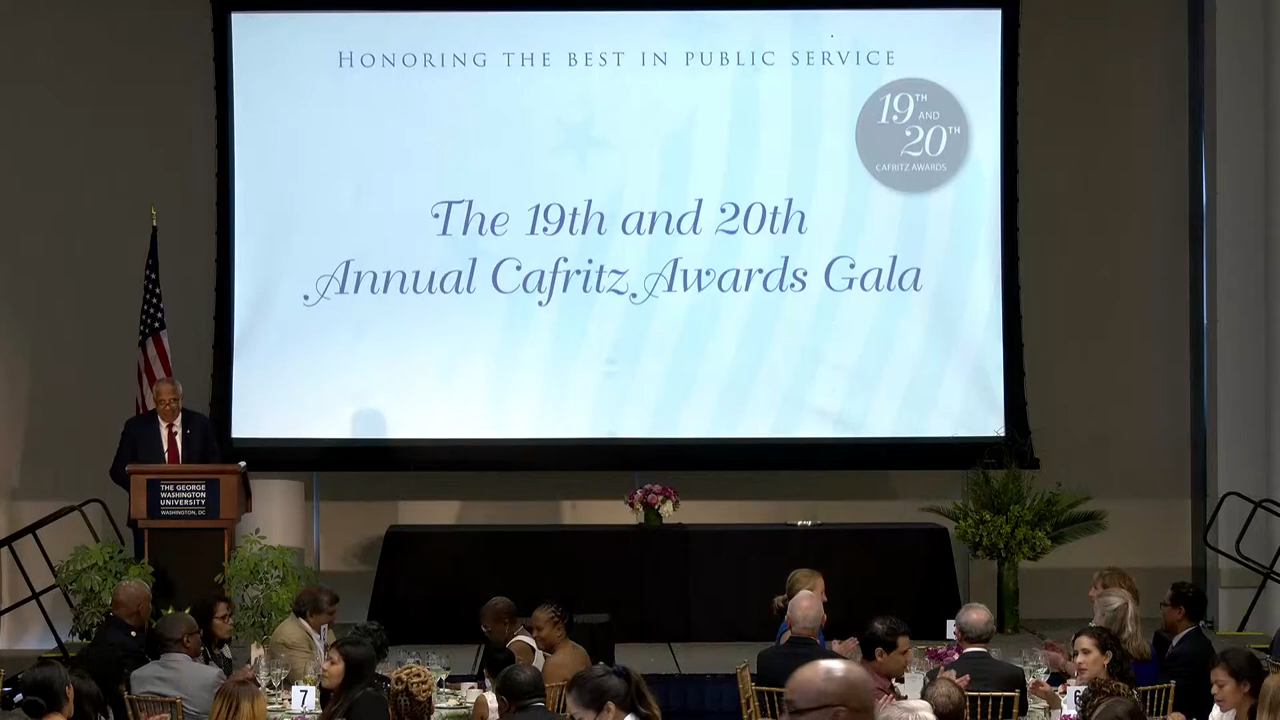 HONORING THE BEST IN PUBLIC SERVICE
19TH
AND
20TH
CAFRITZ AWARDS
The 19th and 20th
Annual Cafritz Awards Gala
THE GEORGE
WASHINGTON
UNIVERSITY
WASHINGTON, DC
7
6